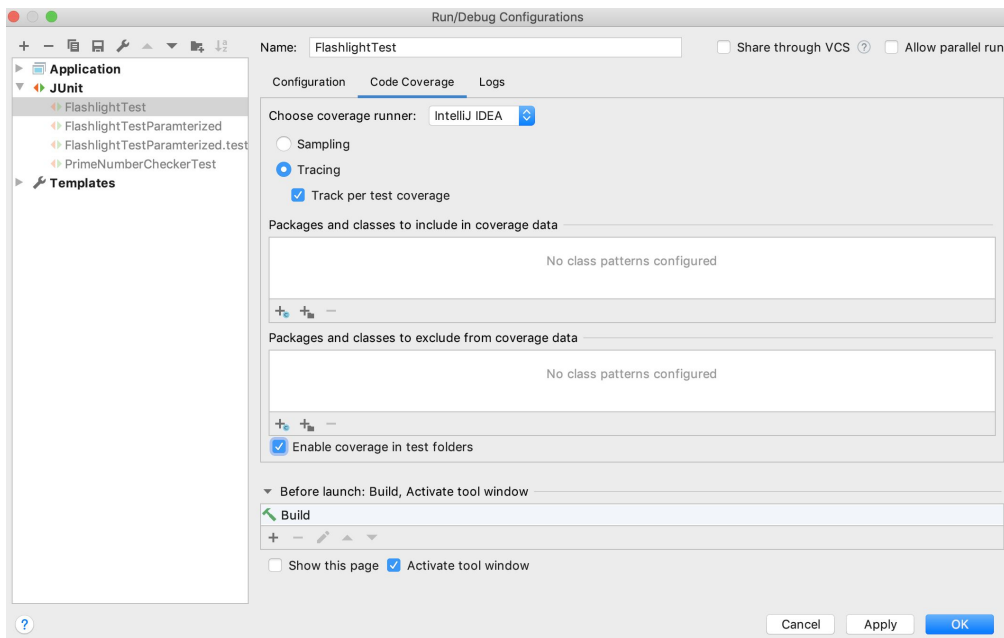 Run/Debug Configurations
Name: FlashlightTest
Share through VCS ?
Allow parallel run
Application
JUnit
FlashlightTest
FlashlightTestParamterized
FlashlightTestParamterized.test
PrimeNumberCheckerTest
Templates
Configuration Code Coverage Logs
Choose coverage runner: IntelliJ IDEA
Sampling
Tracing
Track per test coverage
Packages and classes to include in coverage data
No class patterns configured
Packages and classes to exclude from coverage data
No class patterns configured
Enable coverage in test folders
Before launch: Build, Activate tool window
Build
Show this page Activate tool window
? Cancel Apply OK